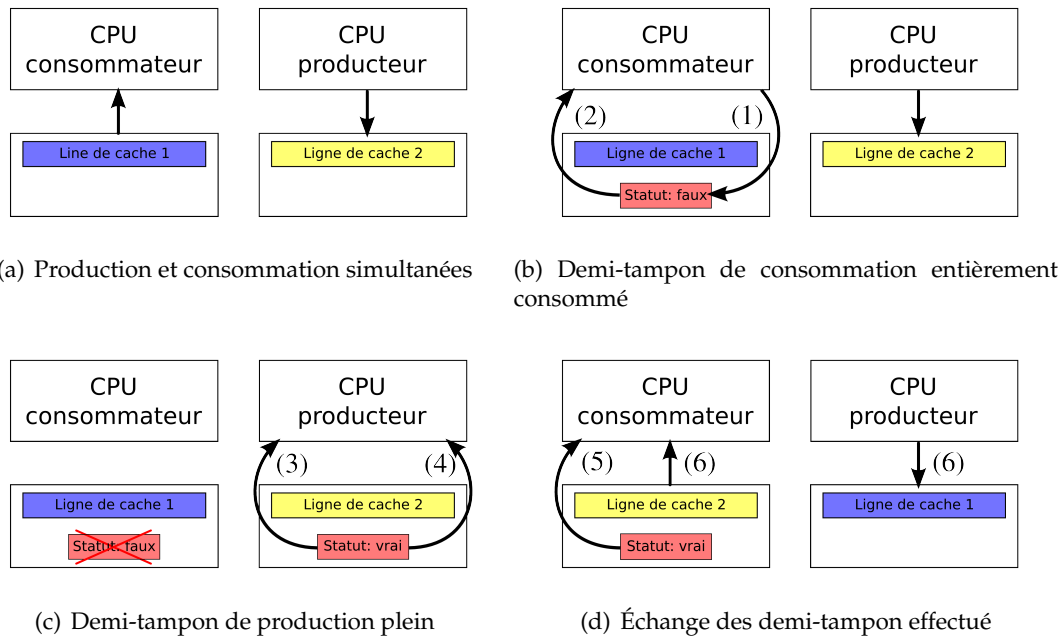 CPU
consommateur
CPU
producteur
Line de cache 1
Ligne de cache 2
(a) Production et consommation simultanées
CPU
consommateur
CPU
producteur
(2)
(1)
Ligne de cache 1
Ligne de cache 2
Statut: faux
(b) Demi-tampon de consommation entièrement
consommé
CPU
consommateur
CPU
producteur
(3)
(4)
Ligne de cache 1
Ligne de cache 2
Statut: faux
Statut: vrai
(c) Demi-tampon de production plein
CPU
consommateur
CPU
producteur
(5)
(6)
(6)
Ligne de cache 2
Ligne de cache 1
Statut: vrai
(d) Échange des demi-tampon effectué